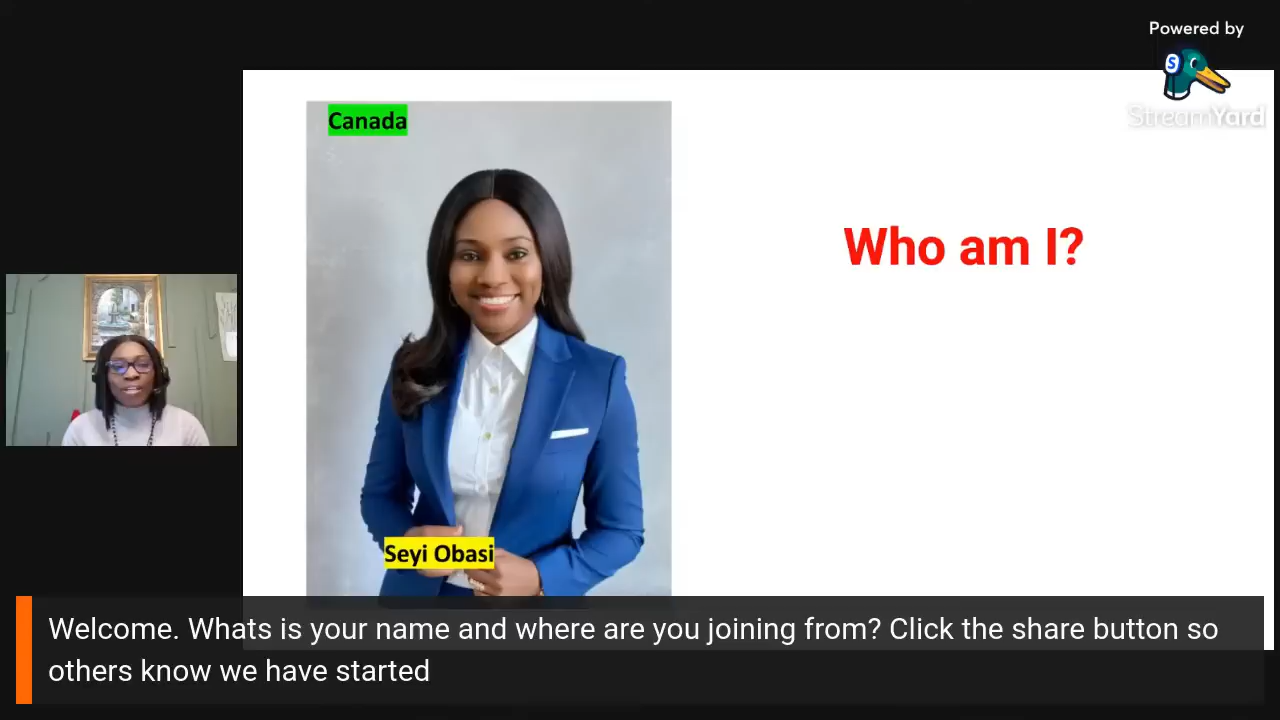 Powered by
S
StreamYard
Canada
Who am I?
Seyi Obasi
Welcome. Whats is your name and where are you joining from? Click the share button so
others know we have started